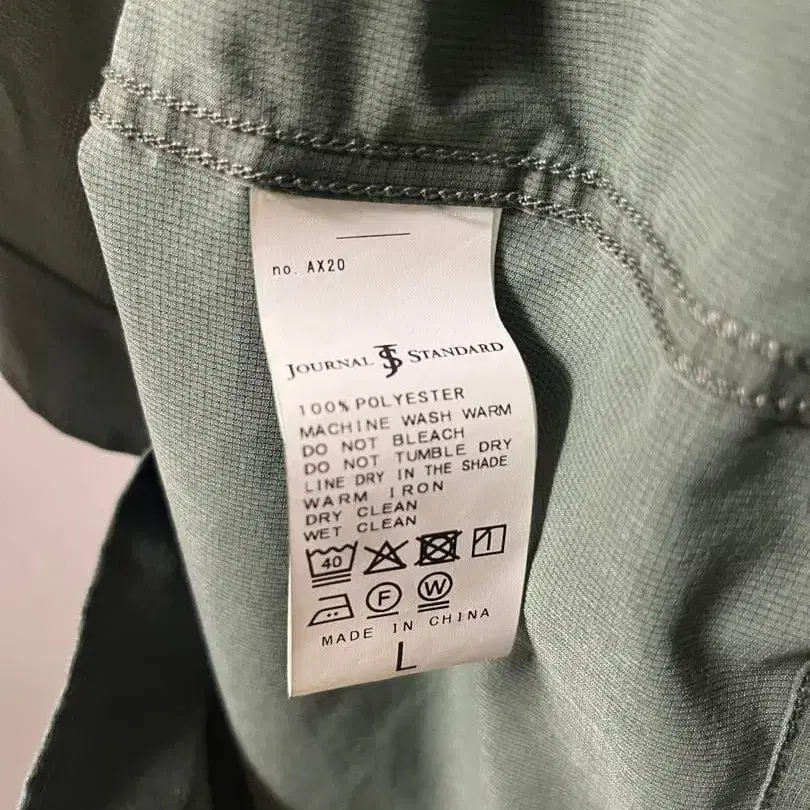 no. AX20
JOURNAL JS STANDARD
100% POLYESTER
MACHINE WASH WARM
DO NOT BLEACH
DO NOT TUMBLE DRY
LINE DRY IN THE SHADE
WARM IRON
DRY CLEAN
WET CLEAN
40
F W
MADE IN CHINA
L